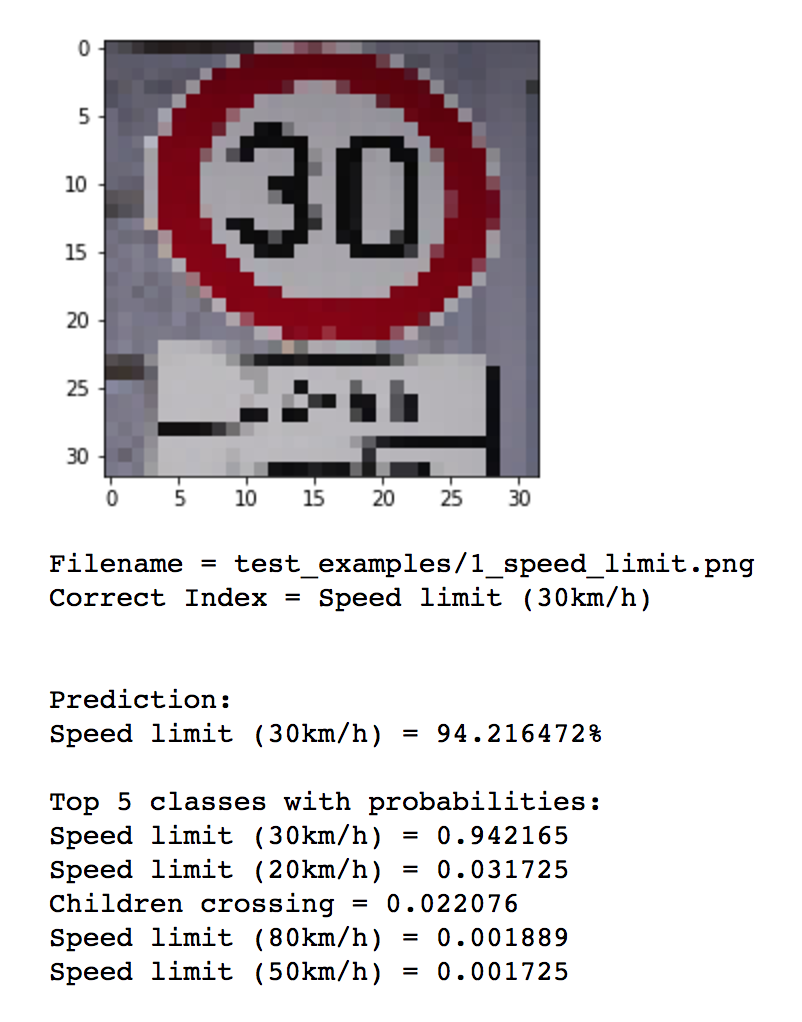 0
5
10
15
20
25
30
30
0 5 10 15 20 25 30
Filename = test_examples/1_speed_limit.png
Correct Index = Speed limit (30km/h)
Prediction:
Speed limit (30km/h) = 94.216472%
Top 5 classes with probabilities:
Speed limit (30km/h) = 0.942165
Speed limit (20km/h) = 0.031725
Children crossing = 0.022076
Speed limit (80km/h) = 0.001889
Speed limit (50km/h) = 0.001725